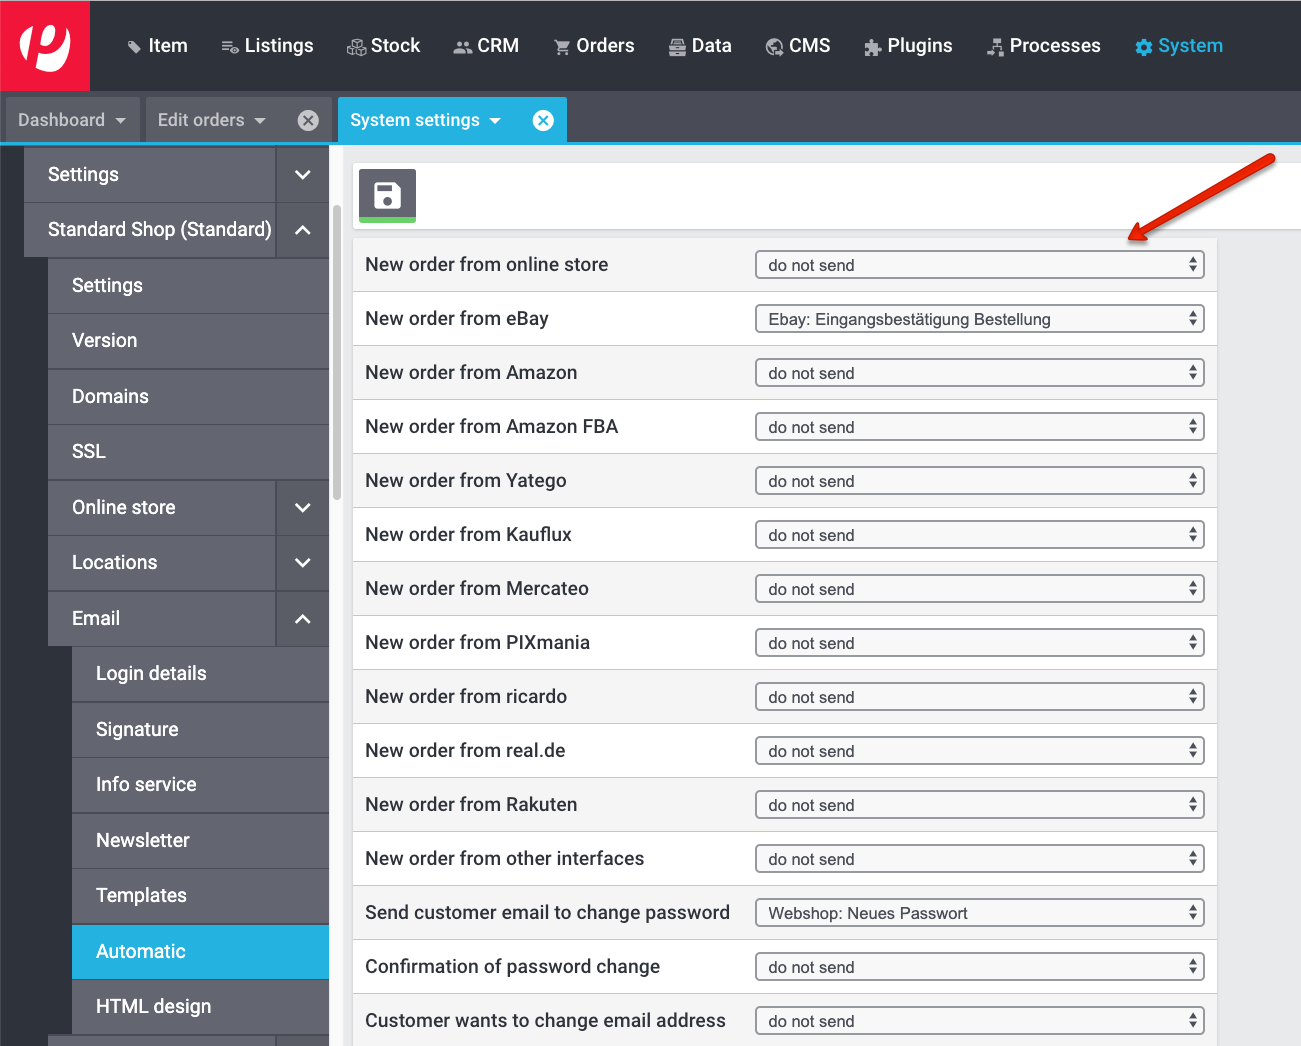 Item Listings Stock CRM Orders Data CMS Plugins Processes System
Dashboard Edit orders System settings
Settings
Standard Shop (Standard)
Settings
Version
Domains
SSL
Online store
Locations
Email
Login details
Signature
Info service
Newsletter
Templates
Automatic
HTML design
New order from online store do not send
New order from eBay Ebay: Eingangsbestätigung Bestellung
New order from Amazon do not send
New order from Amazon FBA do not send
New order from Yatego do not send
New order from Kauflux do not send
New order from Mercateo do not send
New order from PIXmania do not send
New order from ricardo do not send
New order from real.de do not send
New order from Rakuten do not send
New order from other interfaces do not send
Send customer email to change password Webshop: Neues Passwort
Confirmation of password change do not send
Customer wants to change email address do not send